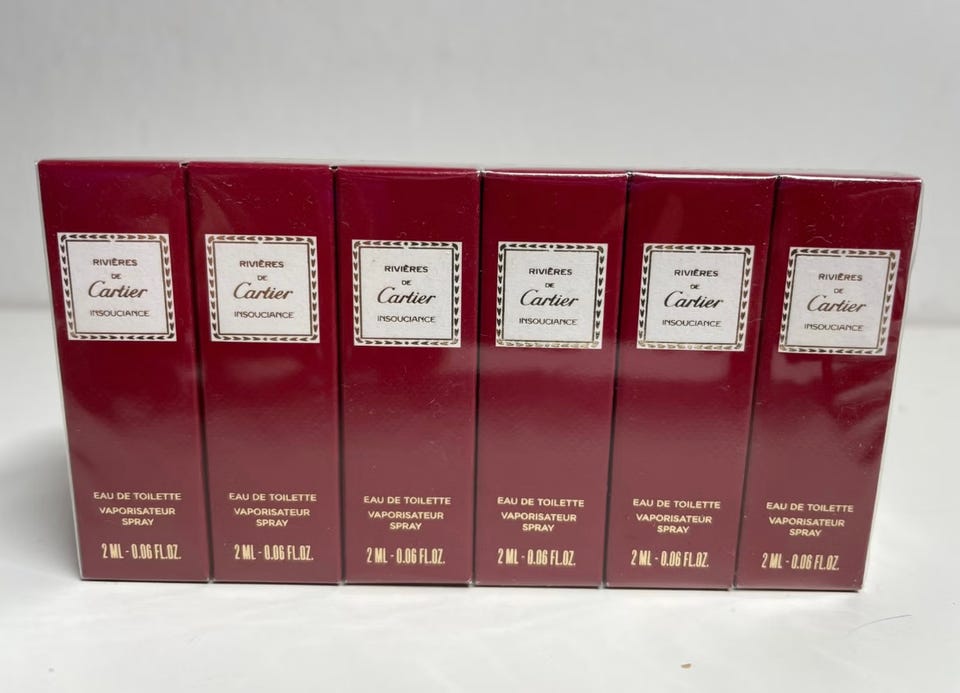 RIVIÈRES
DE
Cartier
INSOUCIANCE
EAU DE TOILETTE
VAPORISATEUR
SPRAY
2 ML - 0.06 FL.OZ.
RIVIÈRES
DE
Cartier
INSOUCIANCE
EAU DE TOILETTE
VAPORISATEUR
SPRAY
2 ML - 0.06 FL.OZ.
RIVIÈRES
DE
Cartier
INSOUCIANCE
EAU DE TOILETTE
VAPORISATEUR
SPRAY
2 ML - 0.06 FL.OZ.
RIVIÈRES
DE
Cartier
INSOUCIANCE
EAU DE TOILETTE
VAPORISATEUR
SPRAY
2 ML - 0.06 FL.OZ.
RIVIÈRES
DE
Cartier
INSOUCIANCE
EAU DE TOILETTE
VAPORISATEUR
SPRAY
2 ML - 0.06 FL.OZ.
RIVIÈRES
DE
Cartier
INSOUCIANCE
EAU DE TOILETTE
VAPORISATEUR
SPRAY
2 ML - 0.06 FL.OZ.